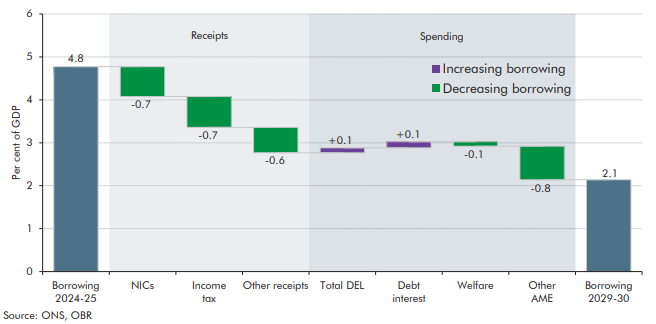 Receipts
Spending
Increasing borrowing
Decreasing borrowing
Per cent of GDP
6
5
4
3
2
1
0
4.8
-0.7
-0.7
-0.6
+0.1
+0.1
-0.1
-0.8
2.1
Borrowing
2024-25
NICs
Income
tax
Other receipts
Total DEL
Debt
interest
Welfare
Other
AME
Borrowing
2029-30
Source: ONS, OBR